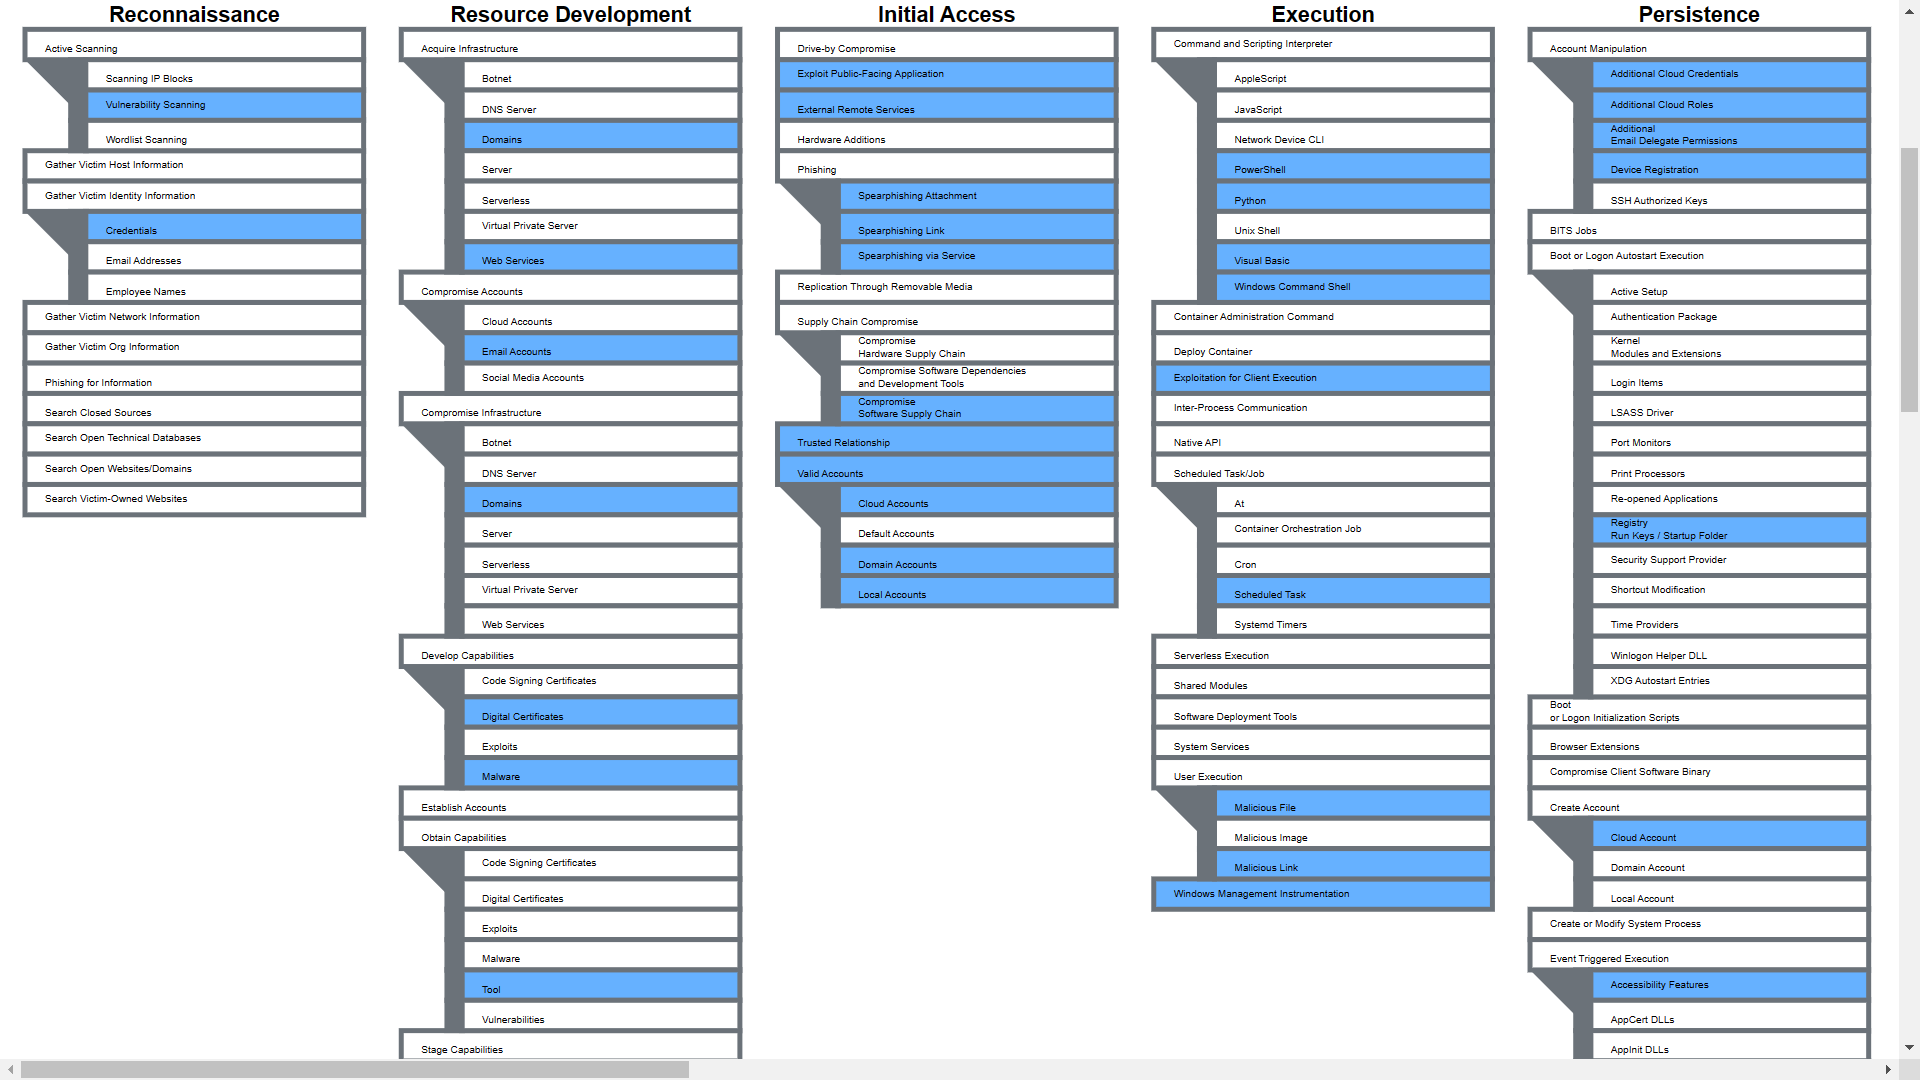 Reconnaissance
Active Scanning
Scanning IP Blocks
Vulnerability Scanning
Wordlist Scanning
Gather Victim Host Information
Gather Victim Identity Information
Credentials
Email Addresses
Employee Names
Gather Victim Network Information
Gather Victim Org Information
Phishing for Information
Search Closed Sources
Search Open Technical Databases
Search Open Websites/Domains
Search Victim-Owned Websites
Resource Development
Acquire Infrastructure
Botnet
DNS Server
Domains
Server
Serverless
Virtual Private Server
Web Services
Compromise Accounts
Cloud Accounts
Email Accounts
Social Media Accounts
Compromise Infrastructure
Botnet
DNS Server
Domains
Server
Serverless
Virtual Private Server
Web Services
Develop Capabilities
Code Signing Certificates
Digital Certificates
Exploits
Malware
Establish Accounts
Obtain Capabilities
Code Signing Certificates
Digital Certificates
Exploits
Malware
Tool
Vulnerabilities
Stage Capabilities
Initial Access
Drive-by Compromise
Exploit Public-Facing Application
External Remote Services
Hardware Additions
Phishing
Spearphishing Attachment
Spearphishing Link
Spearphishing via Service
Replication Through Removable Media
Supply Chain Compromise
Compromise
Hardware Supply Chain
Compromise Software Dependencies
and Development Tools
Compromise
Software Supply Chain
Trusted Relationship
Valid Accounts
Cloud Accounts
Default Accounts
Domain Accounts
Local Accounts
Execution
Command and Scripting Interpreter
AppleScript
JavaScript
Network Device CLI
PowerShell
Python
Unix Shell
Visual Basic
Windows Command Shell
Container Administration Command
Deploy Container
Exploitation for Client Execution
Inter-Process Communication
Native API
Scheduled Task/Job
At
Container Orchestration Job
Cron
Scheduled Task
Systemd Timers
Serverless Execution
Shared Modules
Software Deployment Tools
System Services
User Execution
Malicious File
Malicious Image
Malicious Link
Windows Management Instrumentation
Persistence
Account Manipulation
Additional Cloud Credentials
Additional Cloud Roles
Additional
Email Delegate Permissions
Device Registration
SSH Authorized Keys
BITS Jobs
Boot or Logon Autostart Execution
Active Setup
Authentication Package
Kernel
Modules and Extensions
Login Items
LSASS Driver
Port Monitors
Print Processors
Re-opened Applications
Registry
Run Keys / Startup Folder
Security Support Provider
Shortcut Modification
Time Providers
Winlogon Helper DLL
XDG Autostart Entries
Boot
or Logon Initialization Scripts
Browser Extensions
Compromise Client Software Binary
Create Account
Cloud Account
Domain Account
Local Account
Create or Modify System Process
Event Triggered Execution
Accessibility Features
AppCert DLLs
AppInit DLLs